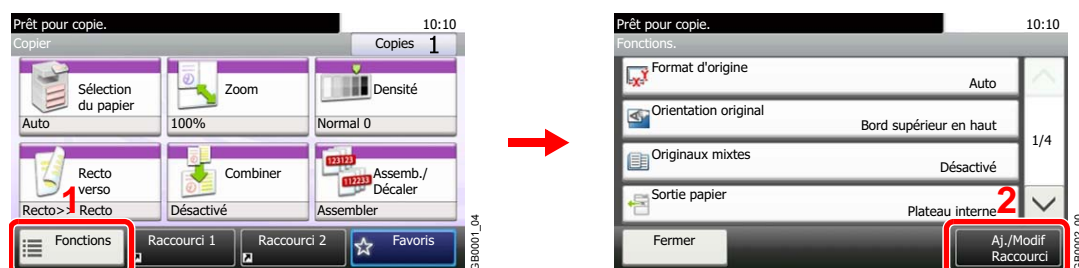 Prêt pour copie.
10:10
Copier
Copies 1
Sélection
du papier
Auto
Zoom
100%
Densité
Normal 0
Recto
verso
Recto>> Recto
Combiner
Désactivé
Assemb./
Décaler
Assembler
123123
112233
1
Fonctions
Raccourci 1
Raccourci 2
Favoris
GB0001_04
Prêt pour copie.
10:10
Fonctions.
Format d'origine
Auto
Orientation original
Bord supérieur en haut
1/4
Originaux mixtes
Désactivé
Sortie papier
Plateau interne
2
Fermer
Aj./Modif
Raccourci